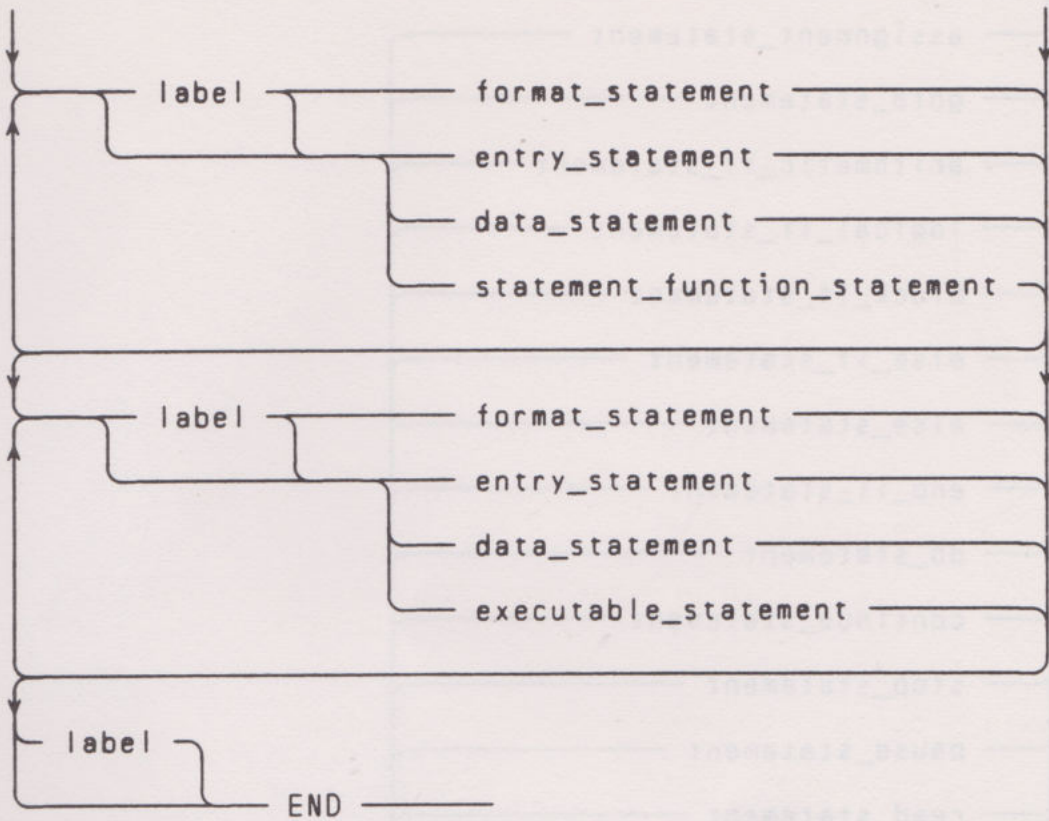 label format_statement
entry_statement
data_statement
statement_function_statement
label format_statement
entry_statement
data_statement
executable_statement
label
END